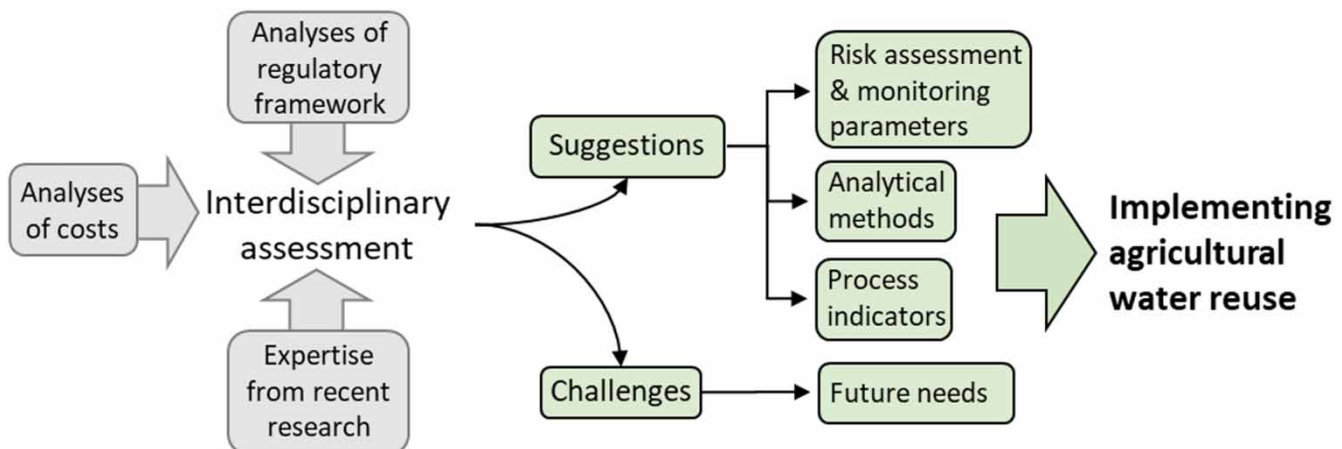 Analyses of
regulatory
framework
Analyses
of costs
Interdisciplinary
assessment
Expertise
from recent
research
Suggestions
Challenges
Risk assessment
& monitoring
parameters
Analytical
methods
Process
indicators
Future needs
Implementing
agricultural
water reuse